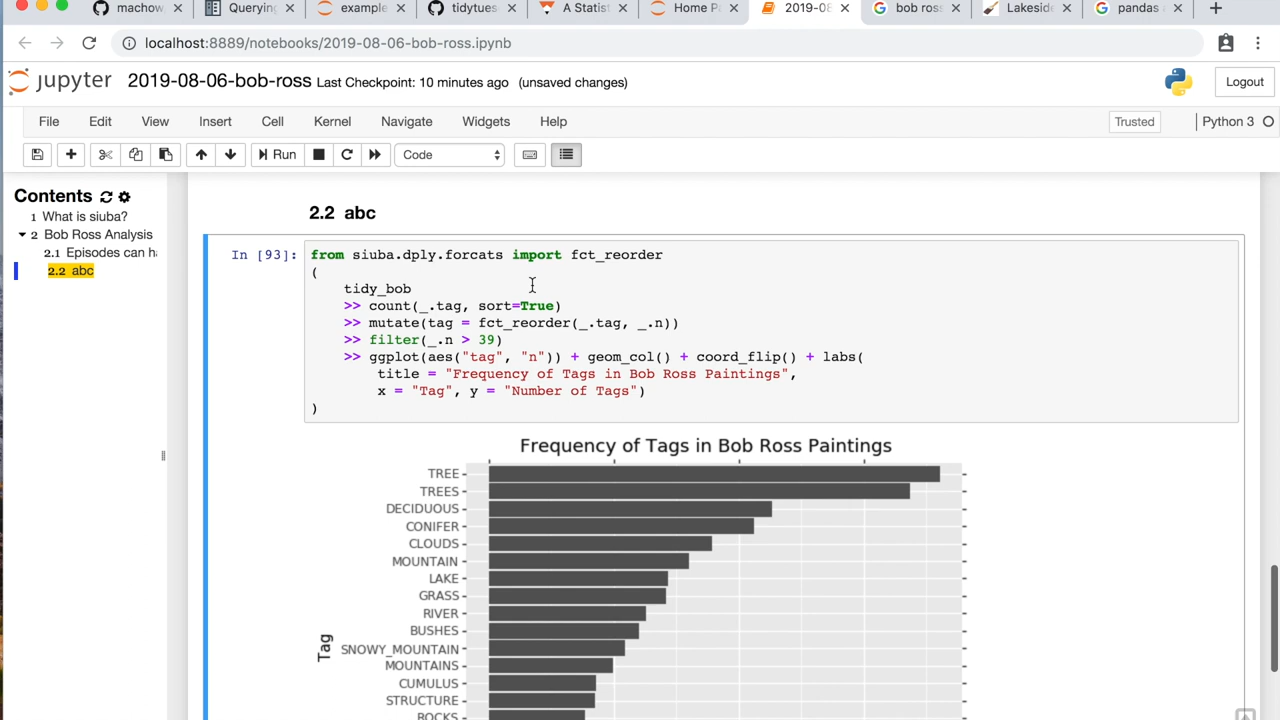 machow
Querying
example
tidytues
A Statist
Home P
2019-08
bob ross
Lakeside
pandas
localhost:8889/notebooks/2019-08-06-bob-ross.ipynb
jupyter 2019-08-06-bob-ross Last Checkpoint: 10 minutes ago (unsaved changes)
Logout
File Edit View Insert Cell Kernel Navigate Widgets Help
Trusted
Python 3
Run
Code
Contents
1 What is siuba?
2 Bob Ross Analysis
2.1 Episodes can h
2.2 abc
2.2 abc
In [93]:
from siuba.dply.forcats import fct_reorder
(
tidy_bob
>> count(_.tag, sort=True)
>> mutate(tag = fct_reorder(_.tag, _.n))
>> filter(_.n > 39)
>> ggplot(aes("tag", "n")) + geom_col() + coord_flip() + labs(
title = "Frequency of Tags in Bob Ross Paintings",
x = "Tag", y = "Number of Tags")
)
Frequency of Tags in Bob Ross Paintings
TREE
TREES
DECIDUOUS
CONIFER
CLOUDS
MOUNTAIN
LAKE
GRASS
RIVER
BUSHES
Tag
SNOWY_MOUNTAIN
MOUNTAINS
CUMULUS
STRUCTURE
ROCKS